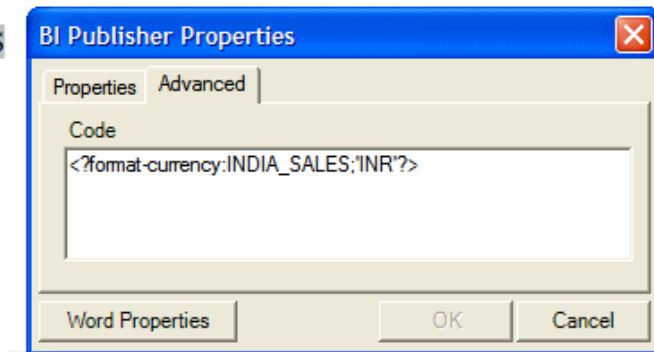 BI Publisher Properties
Properties Advanced
Code
<?format-currency:INDIA_SALES;'INR'?>
Word Properties OK Cancel